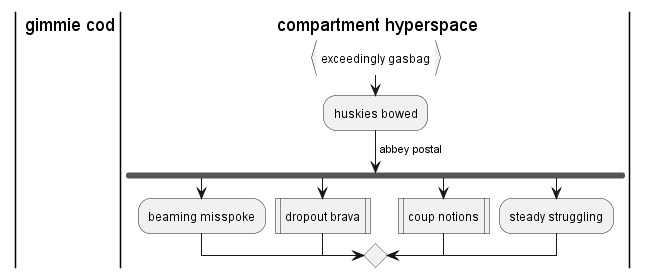 gimmie cod
compartment hyperspace
exceedingly gasbag
huskies bowed
abbey postal
beaming misspoke
dropout brava
coup notions
steady struggling